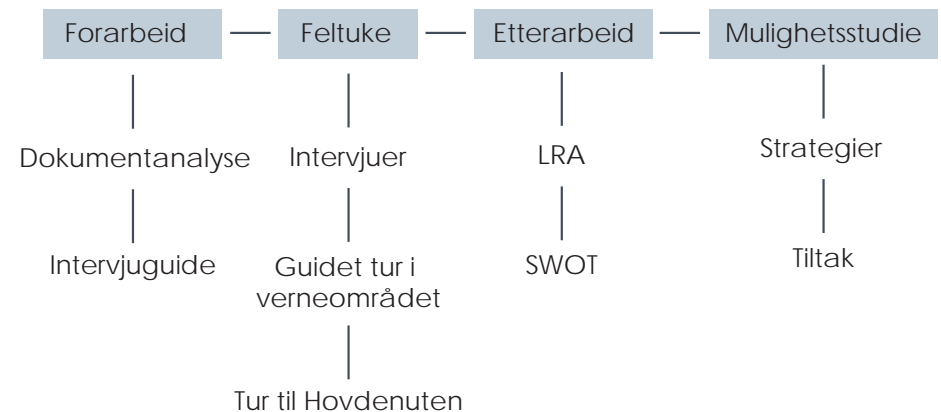 Forarbeid
Feltuke
Etterarbeid
Mulighetsstudie
Dokumentanalyse
Intervjuer
LRA
Strategier
Intervjuguide
Guidet tur i
verneområdet
SWOT
Tiltak
Tur til Hovdenuten